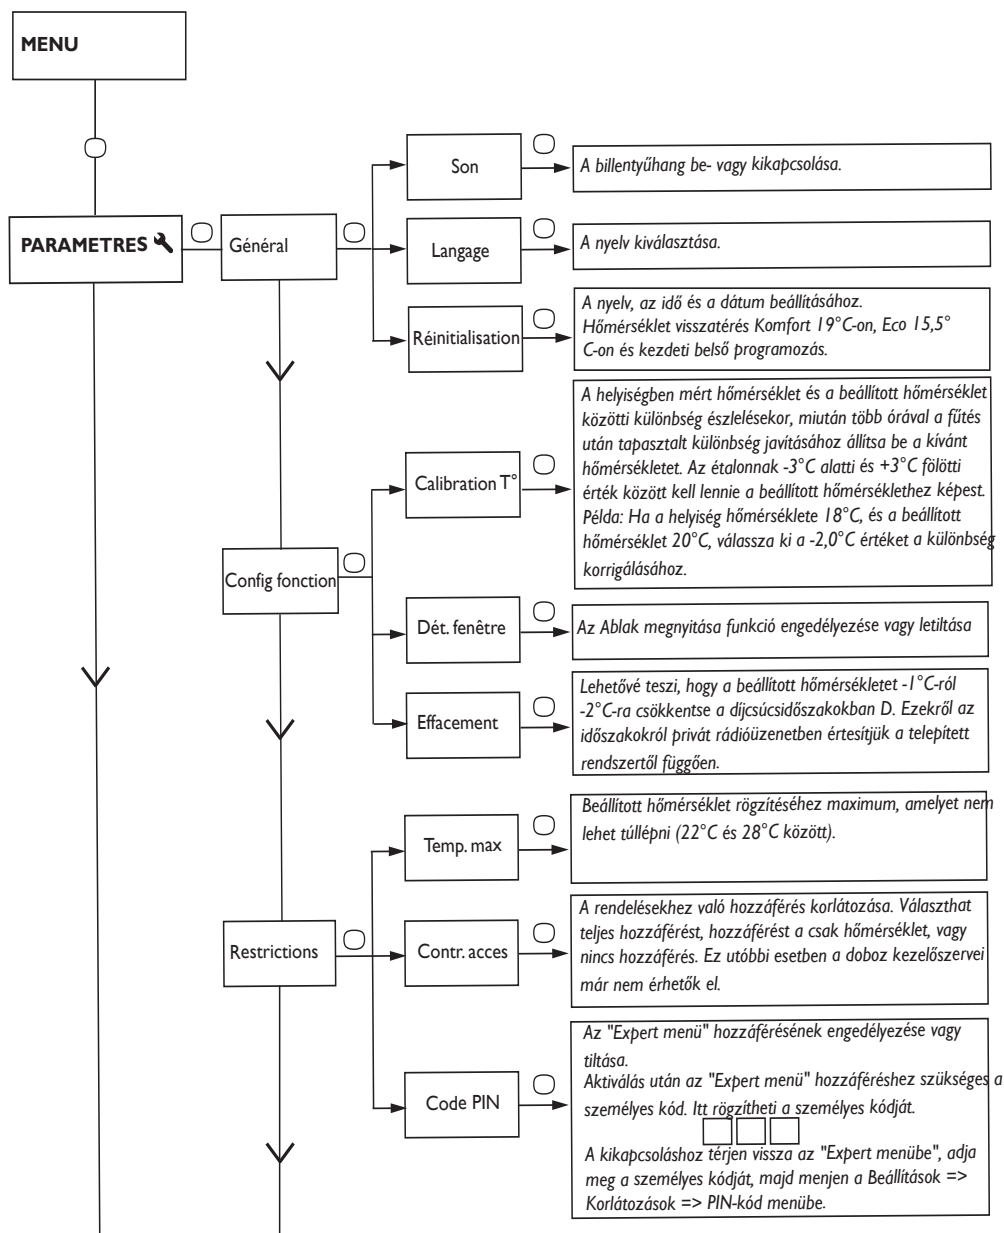 MENU
PARAMETRES
Général
Son
A billentyűhang be- vagy kikapcsolása.
Langage
A nyelv kiválasztása.
Réinitialisation
A nyelv, az idő és a dátum beállításához.
Hőmérséklet visszatérés Komfort 19°C-on, Eco 15,5°
C-on és kezdeti belső programozás.
Config fonction
Calibration T°
A helyiségben mért hőmérséklet és a beállított hőmérséklet
közötti különbség észlelésekor, miután több órával a fűtés
után tapasztalt különbség javításához állítsa be a kívánt
hőmérsékletet. Az étalonnak -3°C alatti és +3°C fölötti
érték között kell lennie a beállított hőmérséklethez képest.
Példa: Ha a helyiség hőmérséklete 18°C, és a beállított
hőmérséklet 20°C, válassza ki a -2,0°C értéket a különbség
korrigálásához.
Dét. fenêtre
Az Ablak megnyitása funkció engedélyezése vagy letiltása
Effacement
Lehetővé teszi, hogy a beállított hőmérsékletet -1°C-ról
-2°C-ra csökkentse a díjcsúcsidőszakokban D. Ezekről az
időszakokról privát rádióüzenetben értesítjük a telepített
rendszertől függően.
Restrictions
Temp. max
Beállított hőmérséklet rögzítéséhez maximum, amelyet nem
lehet túllépni (22°C és 28°C között).
Contr. acces
A rendelésekhez való hozzáférés korlátozása. Választhat
teljes hozzáférést, hozzáférést a csak hőmérséklet, vagy
nincs hozzáférés. Ez utóbbi esetben a doboz kezelőszervei
már nem érhetők el.
Code PIN
Az "Expert menü" hozzáférésének engedélyezése vagy
tiltása.
Aktiválás után az "Expert menü" hozzáféréshez szükséges a
személyes kód. Itt rögzítheti a személyes kódját.
A kikapcsoláshoz térjen vissza az "Expert menübe", adja
meg a személyes kódját, majd menjen a Beállítások =>
Korlátozások => PIN-kód menübe.